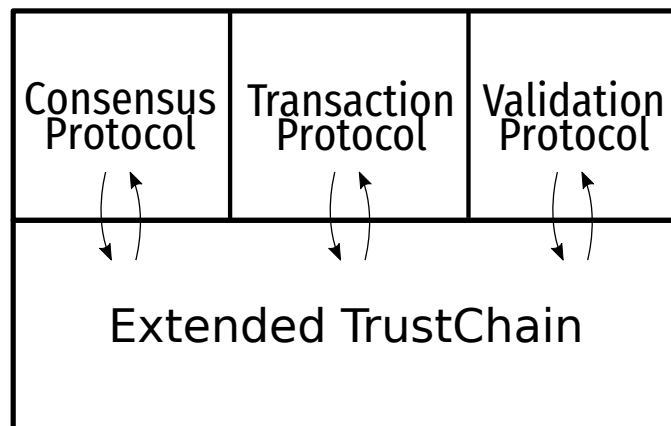 Consensus
Protocol
Transaction
Protocol
Validation
Protocol
Extended TrustChain